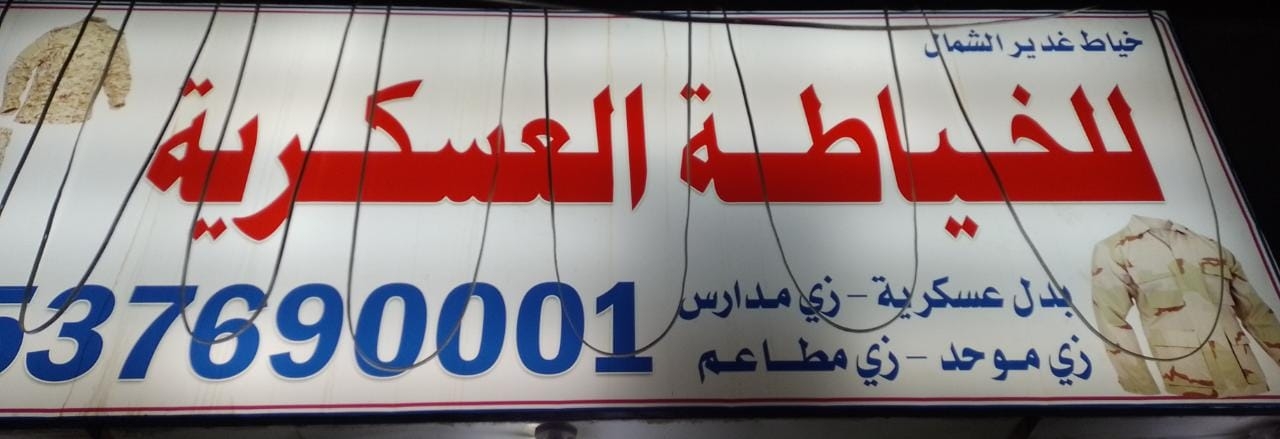 خياط غدير الشمال
للخياطة العسكرية
بدل عسكرية - زي مدارس
زي موحد - زي مطاعم
537690001